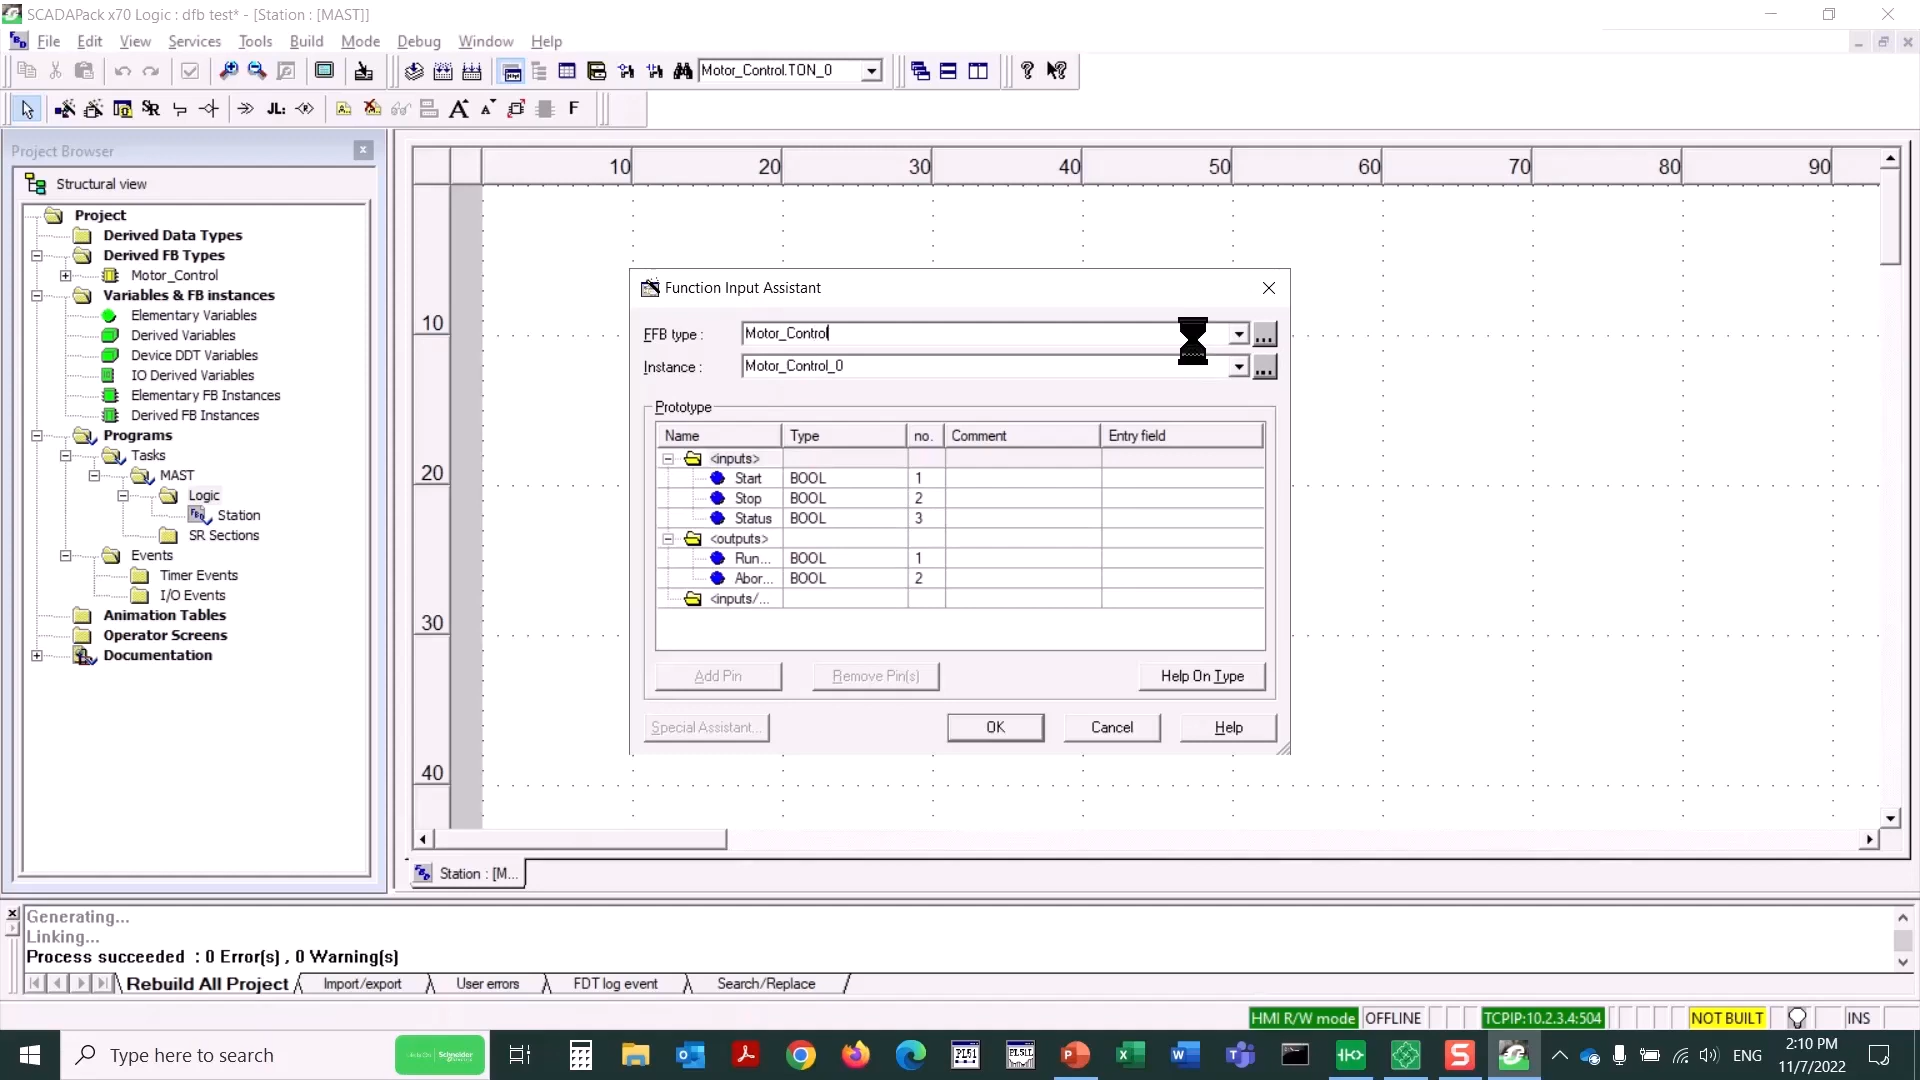 SCADAPack x70 Logic : dfb test* - [Station : [MAST]]
File Edit View Services Tools Build Mode Debug Window Help
Motor_Control.TON_0
Project Browser
Structural view
Project
Derived Data Types
Derived FB Types
Motor_Control
Variables & FB instances
Elementary Variables
Derived Variables
Device DDT Variables
IO Derived Variables
Elementary FB Instances
Derived FB Instances
Programs
Tasks
MAST
Logic
Station
SR Sections
Events
Timer Events
I/O Events
Animation Tables
Operator Screens
Documentation
10 20 30 40 50 60 70 80 90
10
20
30
40
Function Input Assistant
FFB type : Motor_Control
Instance : Motor_Control_0
Prototype
Name Type no. Comment Entry field
<inputs>
Start BOOL 1
Stop BOOL 2
Status BOOL 3
<outputs>
Run... BOOL 1
Abor... BOOL 2
<inputs/...
Add Pin Remove Pin(s) Help On Type
Special Assistant... OK Cancel Help
Station : [M...
Generating...
Linking...
Process succeeded : 0 Error(s) , 0 Warning(s)
Rebuild All Project Import/export User errors FDT log event Search/Replace
HMI R/W mode OFFLINE TCPIP:10.2.3.4:504 NOT BUILT INS
Type here to search
Schneider
ENG
2:10 PM
11/7/2022